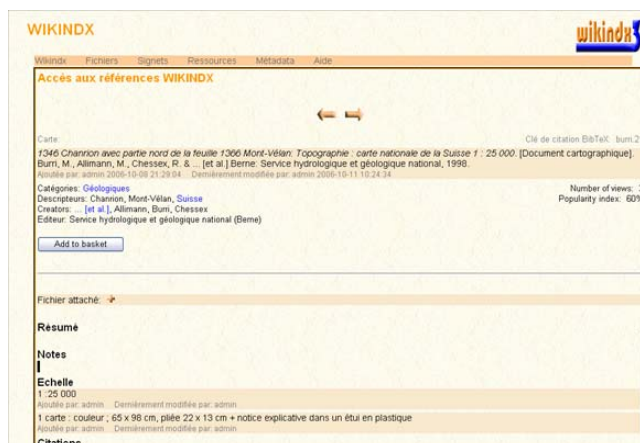 WIKINDX
wikindx3
Wikindx Fichiers Signets Ressources Métadata Aide
Accès aux références WIKINDX
Carte: Clé de citation BibTeX: burri.2
1346 Chanrion avec partie nord de la feuille 1366 Mont-Vélan: Topographie : carte nationale de la Suisse 1 : 25 000. [Document cartographique].
Burri, M., Allimann, M., Chessex, R. & ... [et al.].Berne: Service hydrologique et géologique national, 1998.
Ajoutée par: admin 2006-10-09 21:29:04 Dernièrement modifiée par: admin 2006-10-11 10:24:34
Catégories: Géologiques Number of views:
Descripteurs: Chanrion, Mont-Vélan, Suisse Popularity index: 60%
Creators: ... [et al.], Allimann, Burri, Chessex
Editeur: Service hydrologique et géologique national (Berne)
Add to basket
Fichier attaché:
Résumé
Notes
Echelle
1 :25 000
Ajoutée par: admin Dernièrement modifiée par: admin
1 carte : couleur ; 65 x 98 cm, pliée 22 x 13 cm + notice explicative dans un étui en plastique
Ajoutée par: admin Dernièrement modifiée par: admin
Citations